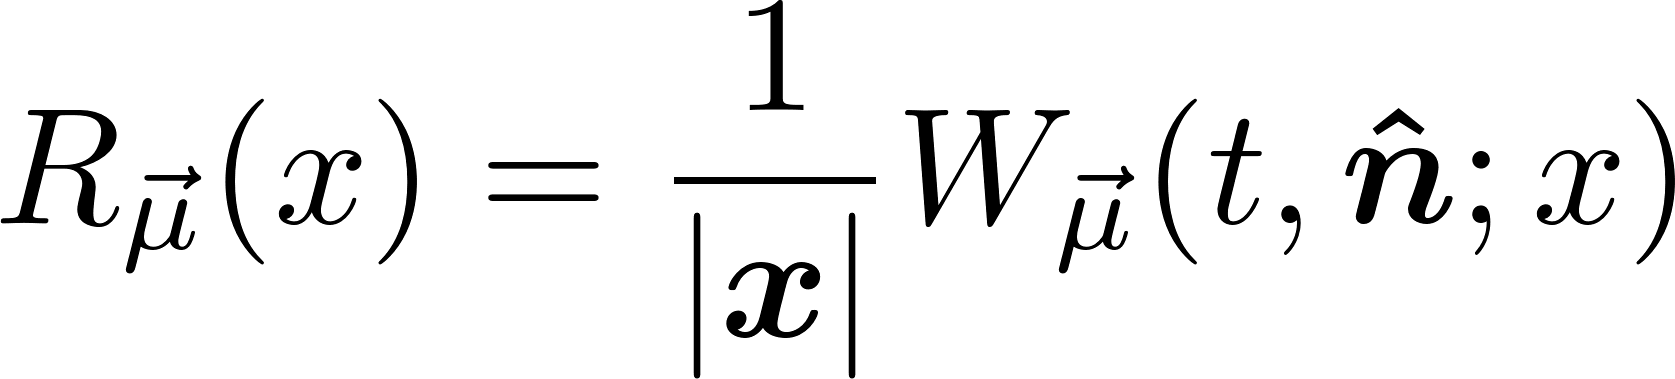 $R_{\vec{\mu}}(x) = \frac{1}{|\boldsymbol{x}|} W_{\vec{\mu}}(t, \hat{\boldsymbol{n}}; x)$